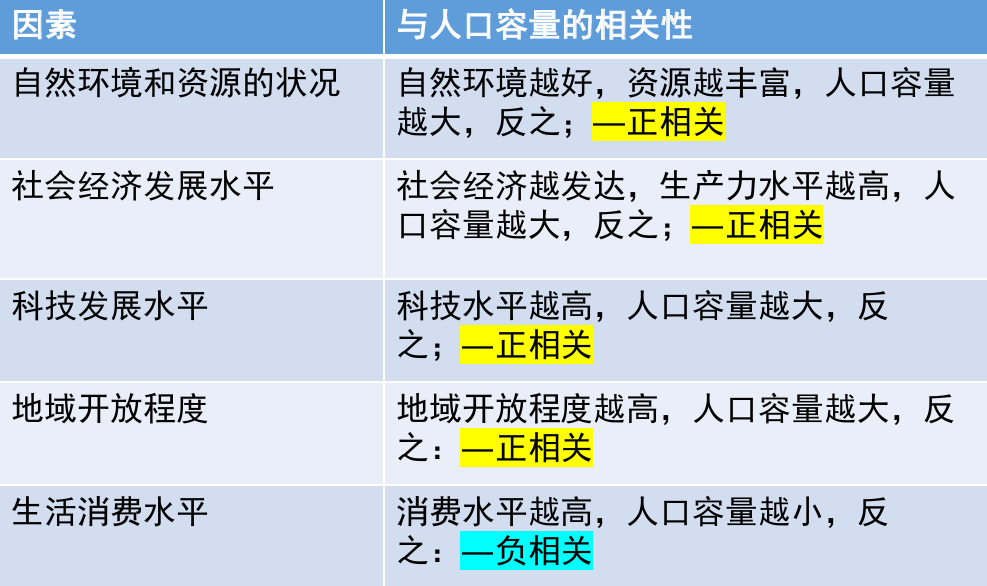 因素
与人口容量的相关性
自然环境和资源的状况
自然环境越好，资源越丰富，人口容量
越大，反之；—正相关
社会经济发展水平
社会经济越发达，生产力水平越高，人
口容量越大，反之；—正相关
科技发展水平
科技水平越高，人口容量越大，反
之；—正相关
地域开放程度
地域开放程度越高，人口容量越大，反
之：—正相关
生活消费水平
消费水平越高，人口容量越小，反
之：—负相关